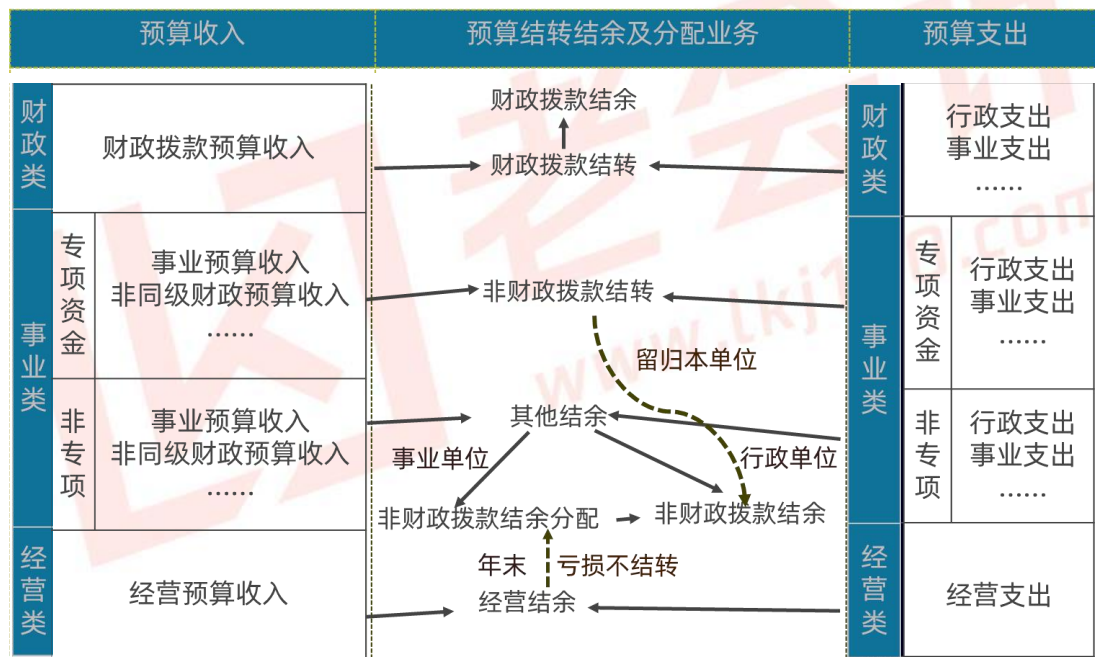 预算收入
预算结转结余及分配业务
预算支出
财政类
财政拨款预算收入
财政拨款结余
财政拨款结转
财政类
行政支出
事业支出
……
事业类
专项资金
事业预算收入
非同级财政预算收入
……
非财政拨款结转
留归本单位
事业类
专项资金
行政支出
事业支出
……
非专项
事业预算收入
非同级财政预算收入
……
其他结余
事业单位
行政单位
非财政拨款结余分配
非财政拨款结余
非专项
行政支出
事业支出
……
经营类
经营预算收入
年末
亏损不结转
经营结余
经营类
经营支出
老会计